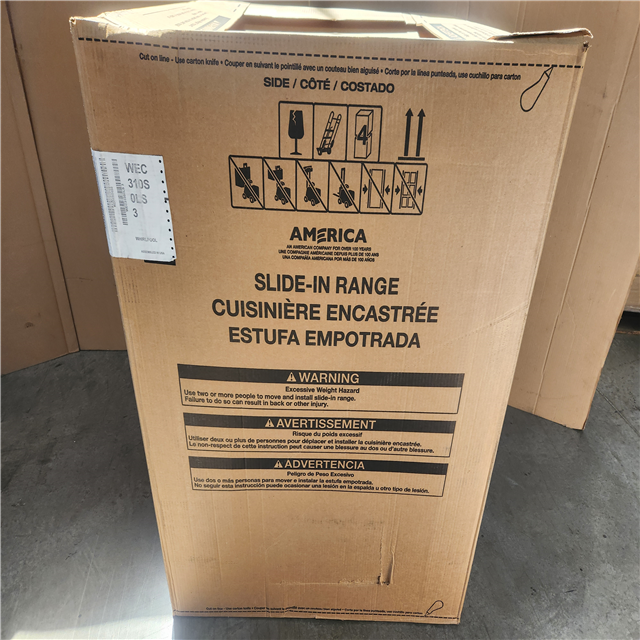 Cut on line - Use carton knife • Couper en suivant le pointillé avec un couteau bien aiguisé • Corte por la línea punteada, use cuchillo para carton
SIDE / CÔTÉ / COSTADO
4
WEC
310S
0LS
3
WHIRLPOOL
AMERICA
AN AMERICAN COMPANY FOR OVER 100 YEARS
UNE COMPAGNIE AMÉRICAINE DEPUIS PLUS DE 100 ANS
UNA COMPAÑÍA AMERICANA POR MÁS DE 100 AÑOS
SLIDE-IN RANGE
CUISINIÈRE ENCASTRÉE
ESTUFA EMPOTRADA
WARNING
Excessive Weight Hazard
Use two or more people to move and install slide-in range.
Failure to do so can result in back or other injury.
AVERTISSEMENT
Risque du poids excessif
Utiliser deux ou plus de personnes pour déplacer et installer la cuisinière encastrée.
Le non-respect de cette instruction peut causer une blessure au dos ou d'autre blessure.
ADVERTENCIA
Peligro de Peso Excesivo
Use dos o más personas para mover e instalar la estufa empotrada.
No seguir esta instrucción puede ocasionar una lesión en la espalda u otro tipo de lesión.